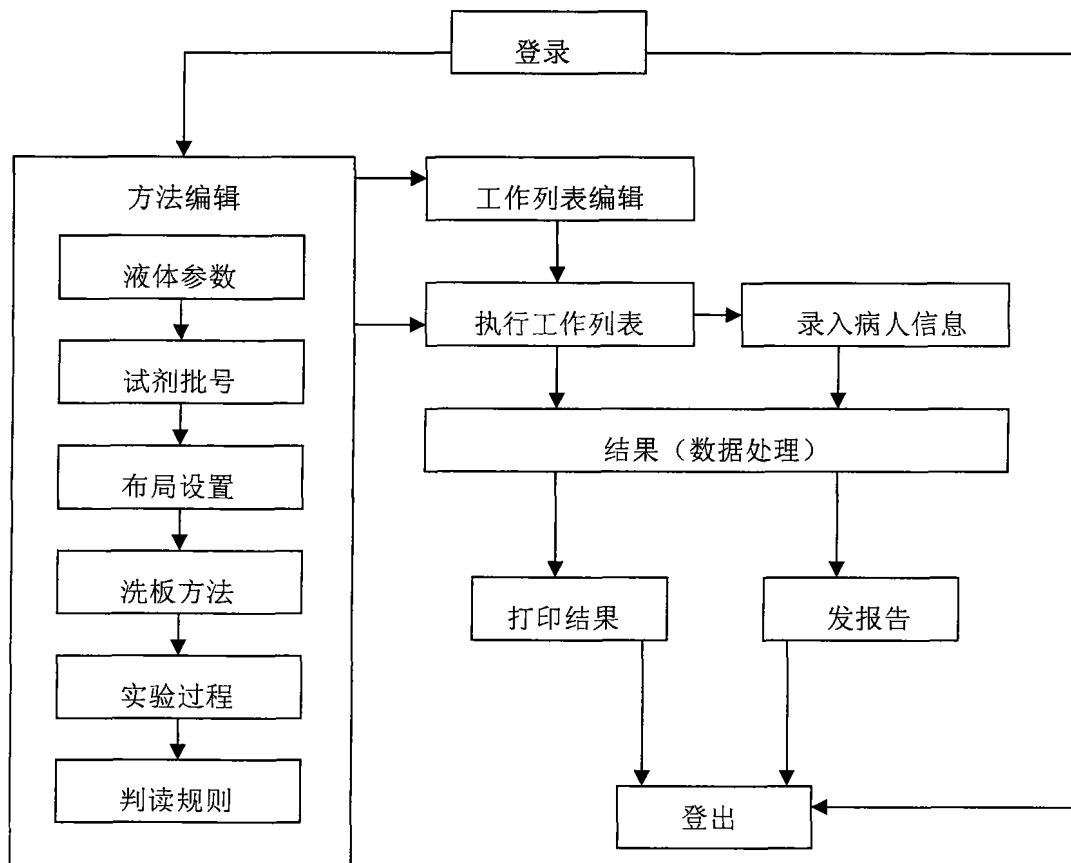 登录
方法编辑
液体参数
试剂批号
布局设置
洗板方法
实验过程
判读规则
工作列表编辑
执行工作列表
录入病人信息
结果（数据处理）
打印结果
发报告
登出